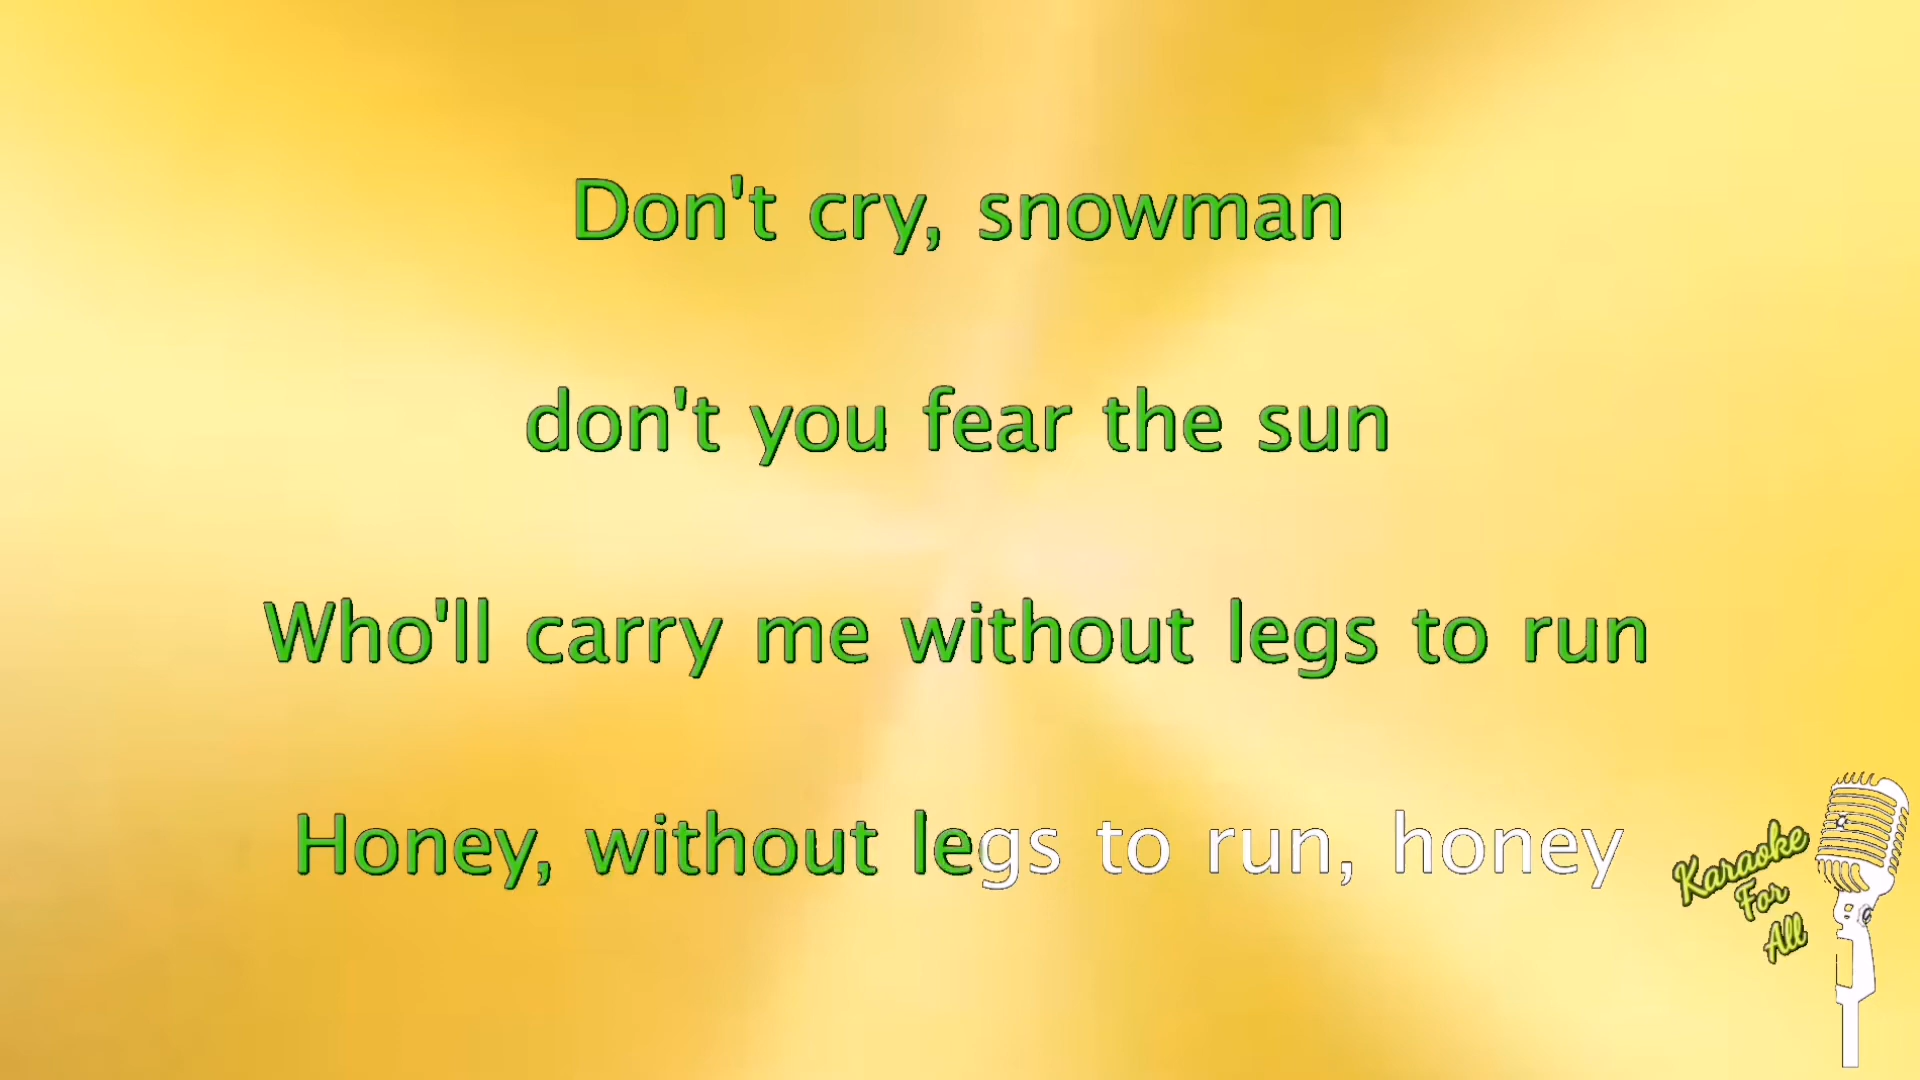 Don't cry, snowman
don't you fear the sun
Who'll carry me without legs to run
Honey, without legs to run, honey
Karaoke
For
All